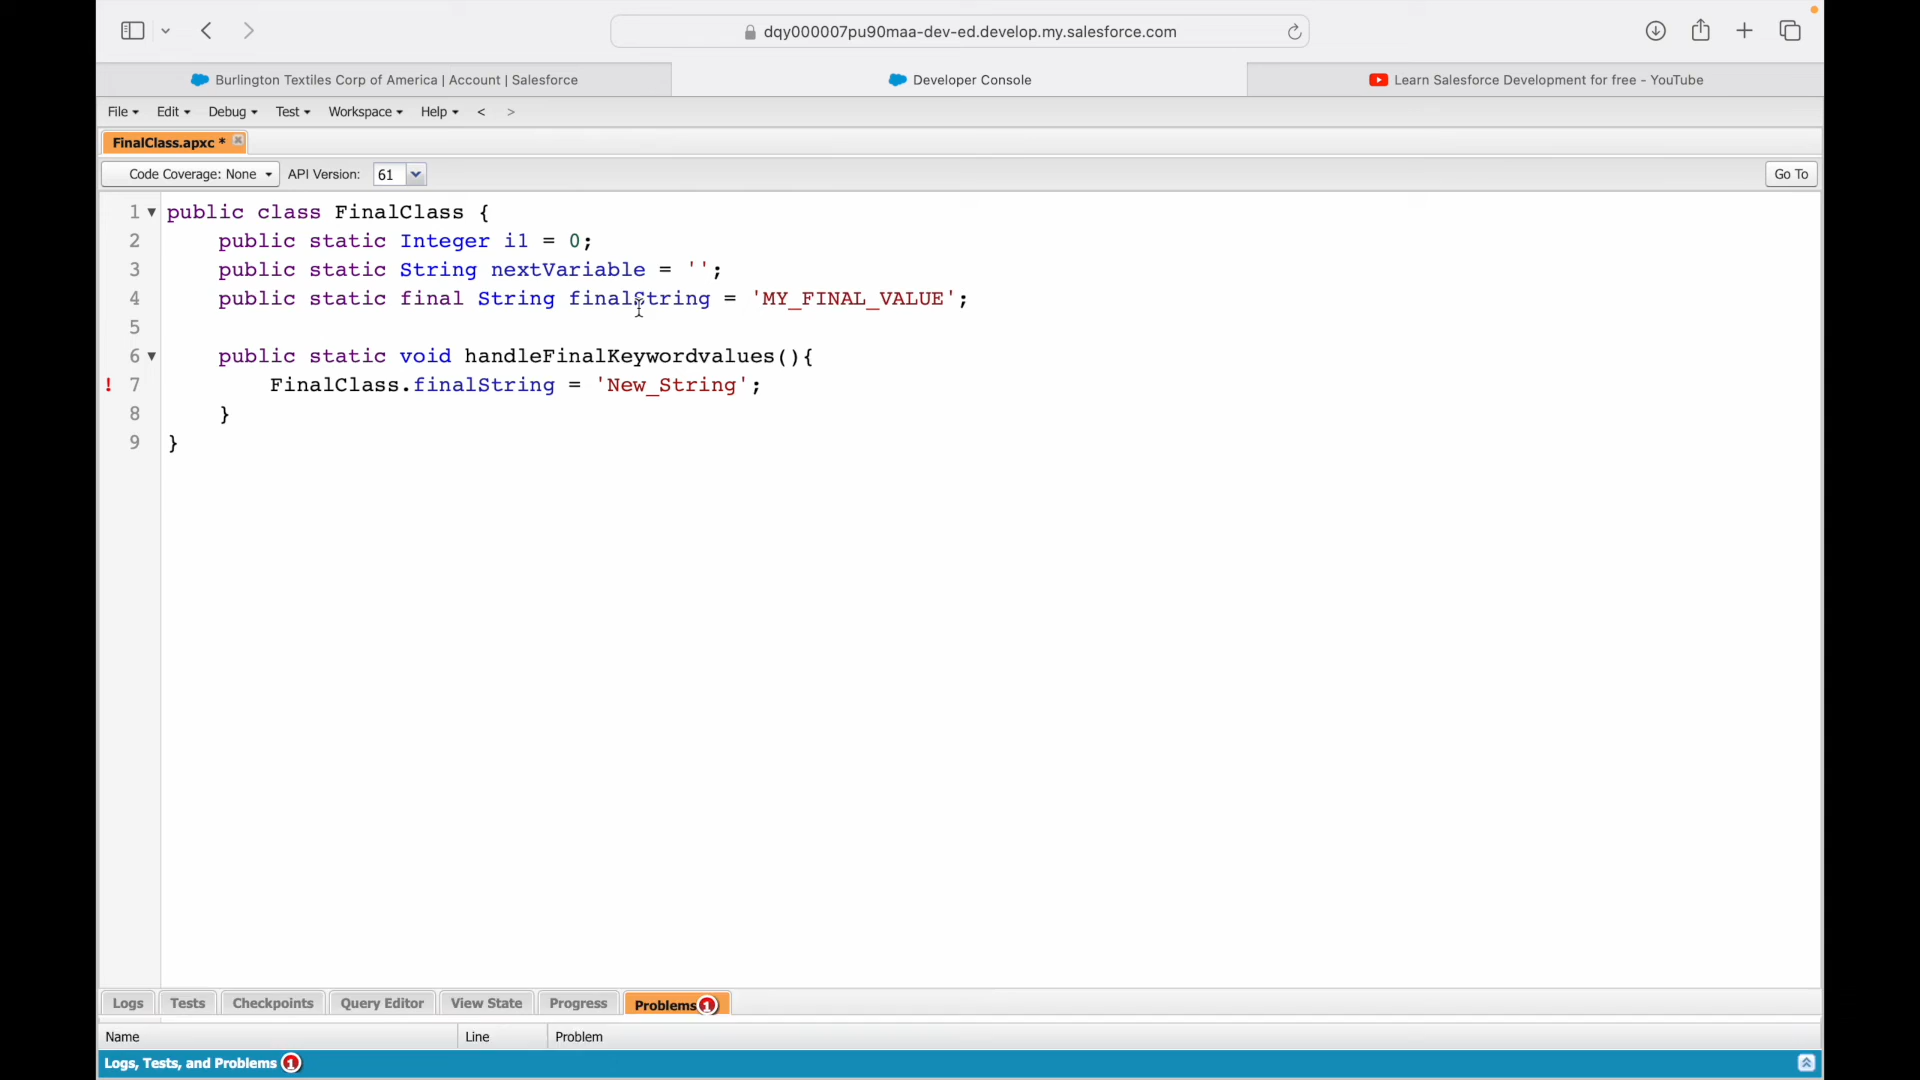 dqy000007pu90maa-dev-ed.develop.my.salesforce.com
Burlington Textiles Corp of America | Account | Salesforce
Developer Console
Learn Salesforce Development for free - YouTube
File Edit Debug Test Workspace Help < >
FinalClass.apxc *
Code Coverage: None API Version: 61 Go To
1 public class FinalClass {
2 public static Integer i1 = 0;
3 public static String nextVariable = '';
4 public static final String finalString = 'MY_FINAL_VALUE';
5
6 public static void handleFinalKeywordvalues(){
! 7 FinalClass.finalString = 'New_String';
8 }
9 }
Logs Tests Checkpoints Query Editor View State Progress Problems 1
Name Line Problem
Logs, Tests, and Problems 1